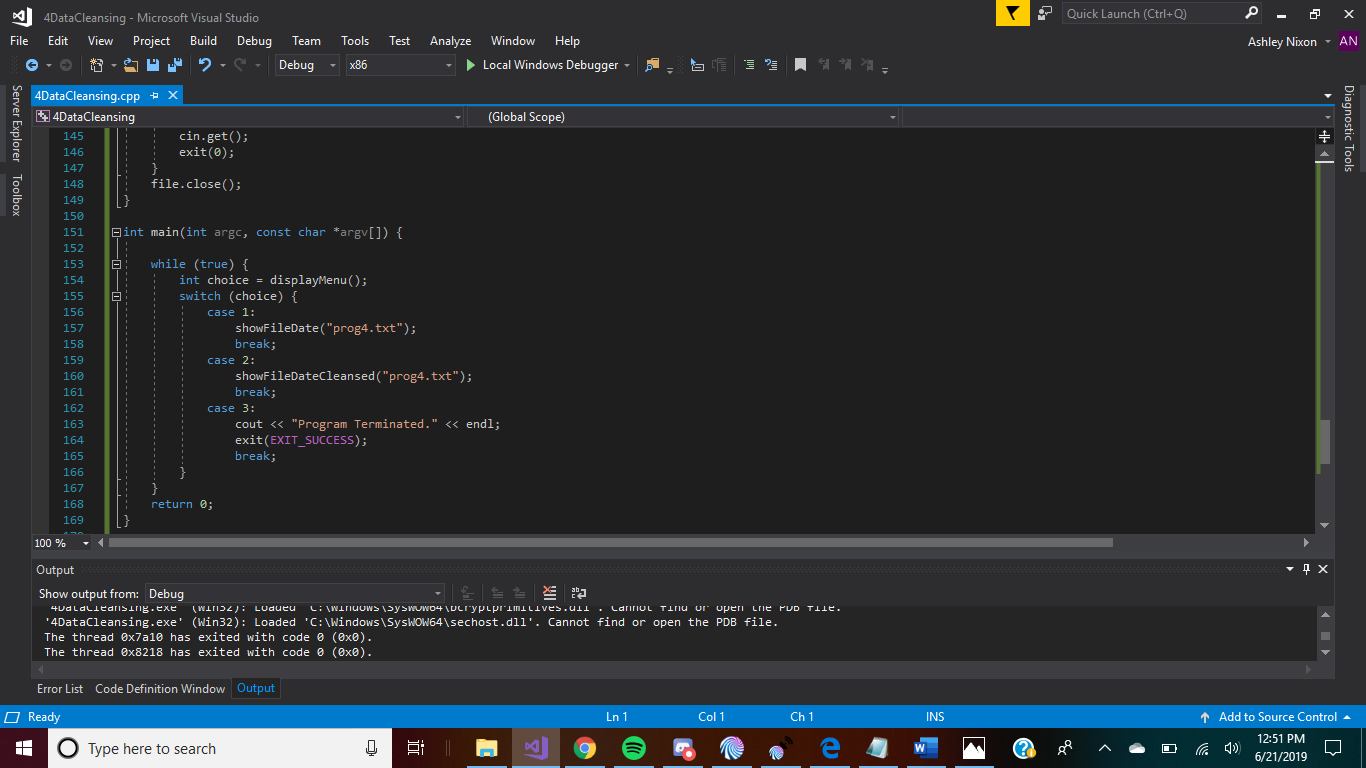 4DataCleansing - Microsoft Visual Studio
Quick Launch (Ctrl+Q)
File Edit View Project Build Debug Team Tools Test Analyze Window Help
Ashley Nixon AN
Debug x86 Local Windows Debugger
Server Explorer
Toolbox
Diagnostic Tools
4DataCleansing.cpp
4DataCleansing (Global Scope)
145 cin.get();
146 exit(0);
147 }
148 file.close();
149 }
150
151 int main(int argc, const char *argv[]) {
152
153 while (true) {
154 int choice = displayMenu();
155 switch (choice) {
156 case 1:
157 showFileDate("prog4.txt");
158 break;
159 case 2:
160 showFileDateCleansed("prog4.txt");
161 break;
162 case 3:
163 cout << "Program Terminated." << endl;
164 exit(EXIT_SUCCESS);
165 break;
166 }
167 }
168 return 0;
169 }
100 %
Output
Show output from: Debug
'4DataCleansing.exe' (Win32): Loaded 'C:\Windows\SysWOW64\bcryptprimitives.dll'. Cannot find or open the PDB file.
'4DataCleansing.exe' (Win32): Loaded 'C:\Windows\SysWOW64\sechost.dll'. Cannot find or open the PDB file.
The thread 0x7a10 has exited with code 0 (0x0).
The thread 0x8218 has exited with code 0 (0x0).
Error List Code Definition Window Output
Ready Ln 1 Col 1 Ch 1 INS Add to Source Control
Type here to search
12:51 PM
6/21/2019